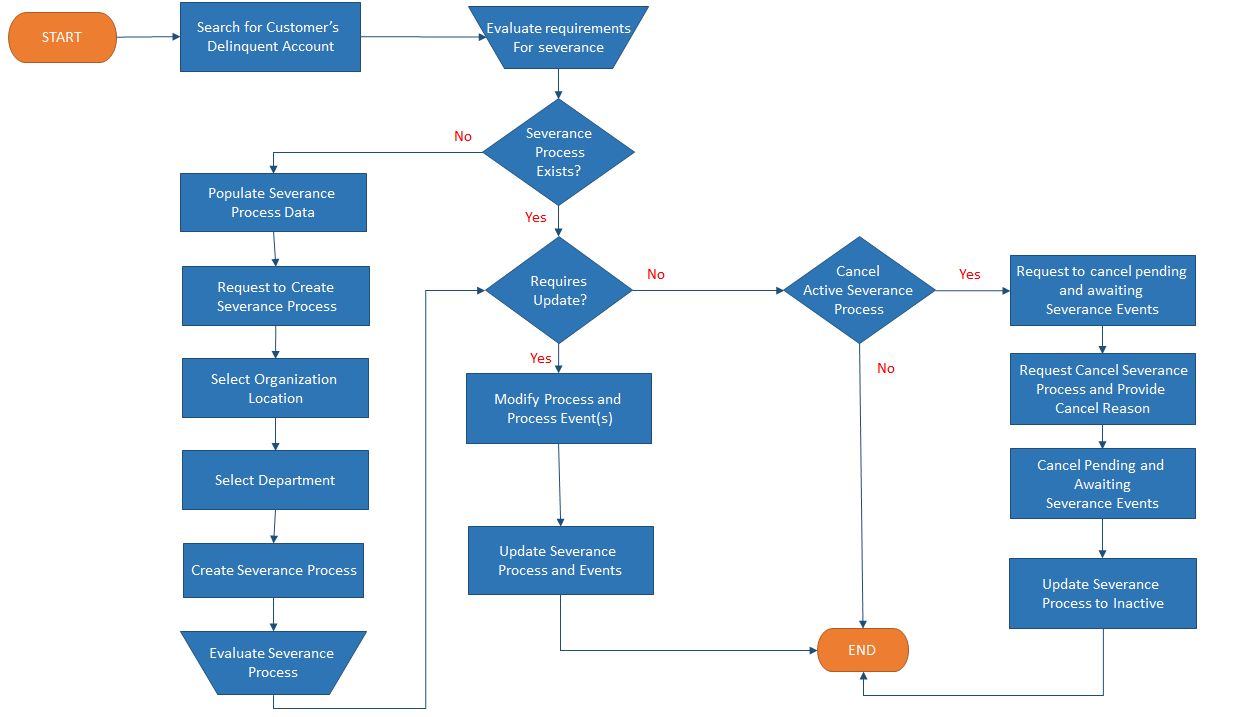 START
Search for Customer's
Delinquent Account
Evaluate requirements
For severance
Severance
Process
Exists?
No
Yes
Populate Severance
Process Data
Request to Create
Severance Process
Select Organization
Location
Select Department
Create Severance Process
Evaluate Severance
Process
Requires
Update?
No
Yes
Modify Process and
Process Event(s)
Update Severance
Process and Events
Cancel
Active Severance
Process
Yes
No
Request to cancel pending
and awaiting
Severance Events
Request Cancel Severance
Process and Provide
Cancel Reason
Cancel Pending and
Awaiting
Severance Events
Update Severance
Process to Inactive
END